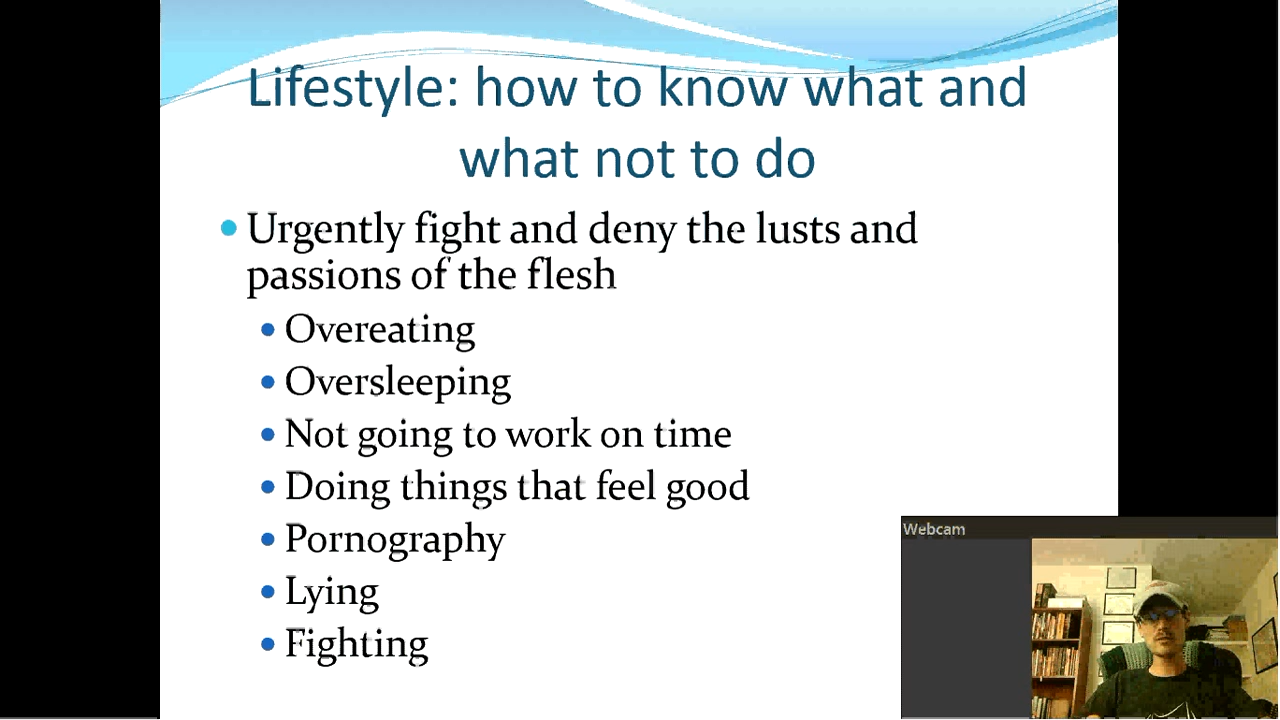 Lifestyle: how to know what and
what not to do
Urgently fight and deny the lusts and
passions of the flesh
Overeating
Oversleeping
Not going to work on time
Doing things that feel good
Pornography
Lying
Fighting
Webcam